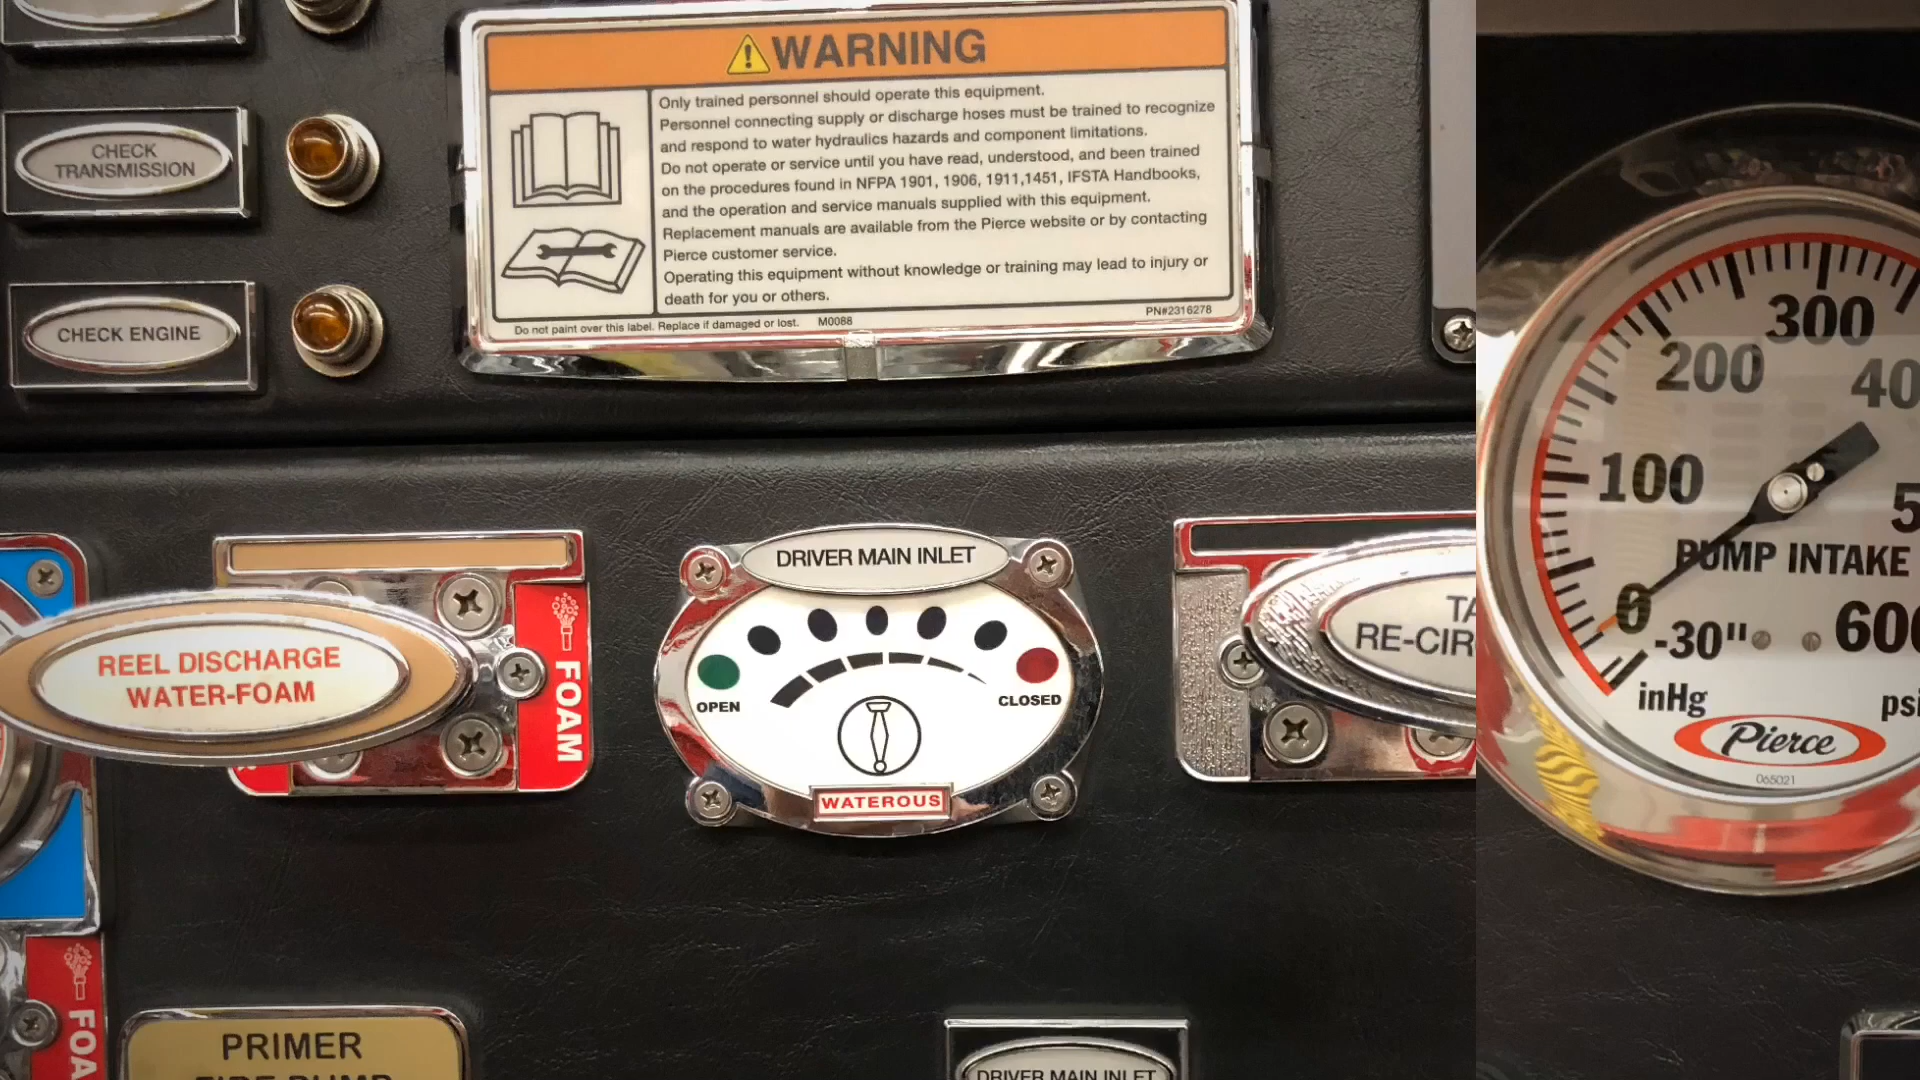 WARNING
Only trained personnel should operate this equipment.
Personnel connecting supply or discharge hoses must be trained to recognize
and respond to water hydraulics hazards and component limitations.
Do not operate or service until you have read, understood, and been trained
on the procedures found in NFPA 1901, 1906, 1911,1451, IFSTA Handbooks,
and the operation and service manuals supplied with this equipment.
Replacement manuals are available from the Pierce website or by contacting
Pierce customer service.
Operating this equipment without knowledge or training may lead to injury or
death for you or others.
Do not paint over this label. Replace if damaged or lost. M0088 PN#2316278
CHECK
TRANSMISSION
CHECK ENGINE
REEL DISCHARGE
WATER-FOAM
FOAM
DRIVER MAIN INLET
OPEN
CLOSED
WATEROUS
RE-CIR
300
200
40
100
5
PUMP INTAKE
0
-30"
600
inHg
psi
Pierce
065021
FOA
PRIMER
FIRE PUMP
DRIVER MAIN INLET